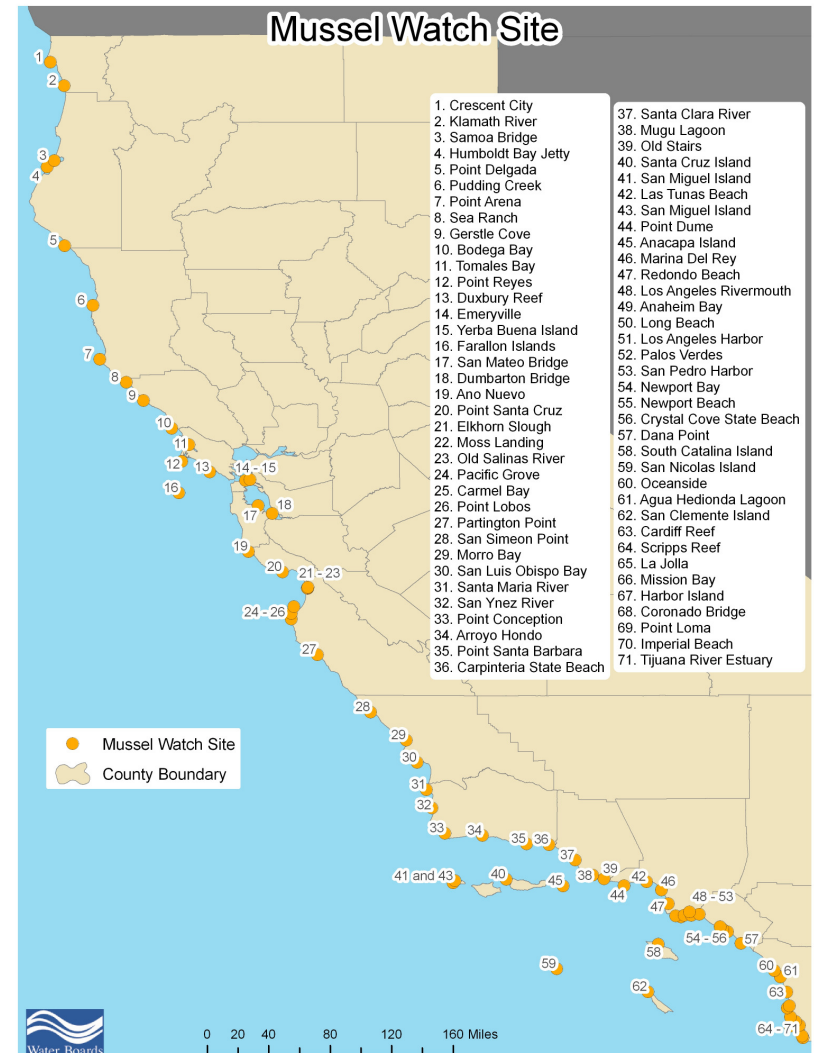 Mussel Watch Site
1. Crescent City
2. Klamath River
3. Samoa Bridge
4. Humboldt Bay Jetty
5. Point Delgada
6. Pudding Creek
7. Point Arena
8. Sea Ranch
9. Gerstle Cove
10. Bodega Bay
11. Tomales Bay
12. Point Reyes
13. Duxbury Reef
14. Emeryville
15. Yerba Buena Island
16. Farallon Islands
17. San Mateo Bridge
18. Dumbarton Bridge
19. Ano Nuevo
20. Point Santa Cruz
21. Elkhorn Slough
22. Moss Landing
23. Old Salinas River
24. Pacific Grove
25. Carmel Bay
26. Point Lobos
27. Partington Point
28. San Simeon Point
29. Morro Bay
30. San Luis Obispo Bay
31. Santa Maria River
32. San Ynez River
33. Point Conception
34. Arroyo Hondo
35. Point Santa Barbara
36. Carpinteria State Beach
37. Santa Clara River
38. Mugu Lagoon
39. Old Stairs
40. Santa Cruz Island
41. San Miguel Island
42. Las Tunas Beach
43. San Miguel Island
44. Point Dume
45. Anacapa Island
46. Marina Del Rey
47. Redondo Beach
48. Los Angeles Rivermouth
49. Anaheim Bay
50. Long Beach
51. Los Angeles Harbor
52. Palos Verdes
53. San Pedro Harbor
54. Newport Bay
55. Newport Beach
56. Crystal Cove State Beach
57. Dana Point
58. South Catalina Island
59. San Nicolas Island
60. Oceanside
61. Agua Hedionda Lagoon
62. San Clemente Island
63. Cardiff Reef
64. Scripps Reef
65. La Jolla
66. Mission Bay
67. Harbor Island
68. Coronado Bridge
69. Point Loma
70. Imperial Beach
71. Tijuana River Estuary
1
2
3
4
5
6
7
8
9
10
11
12
13
14 - 15
16
17
18
19
20
21 - 23
24 - 26
27
28
29
30
31
32
33
34
35
36
37
38
39
40
41 and 43
42
44
45
46
47
48 - 53
54 - 56
57
58
59
60
61
62
63
64 - 71
Mussel Watch Site
County Boundary
Water Boards
0 20 40 80 120 160 Miles